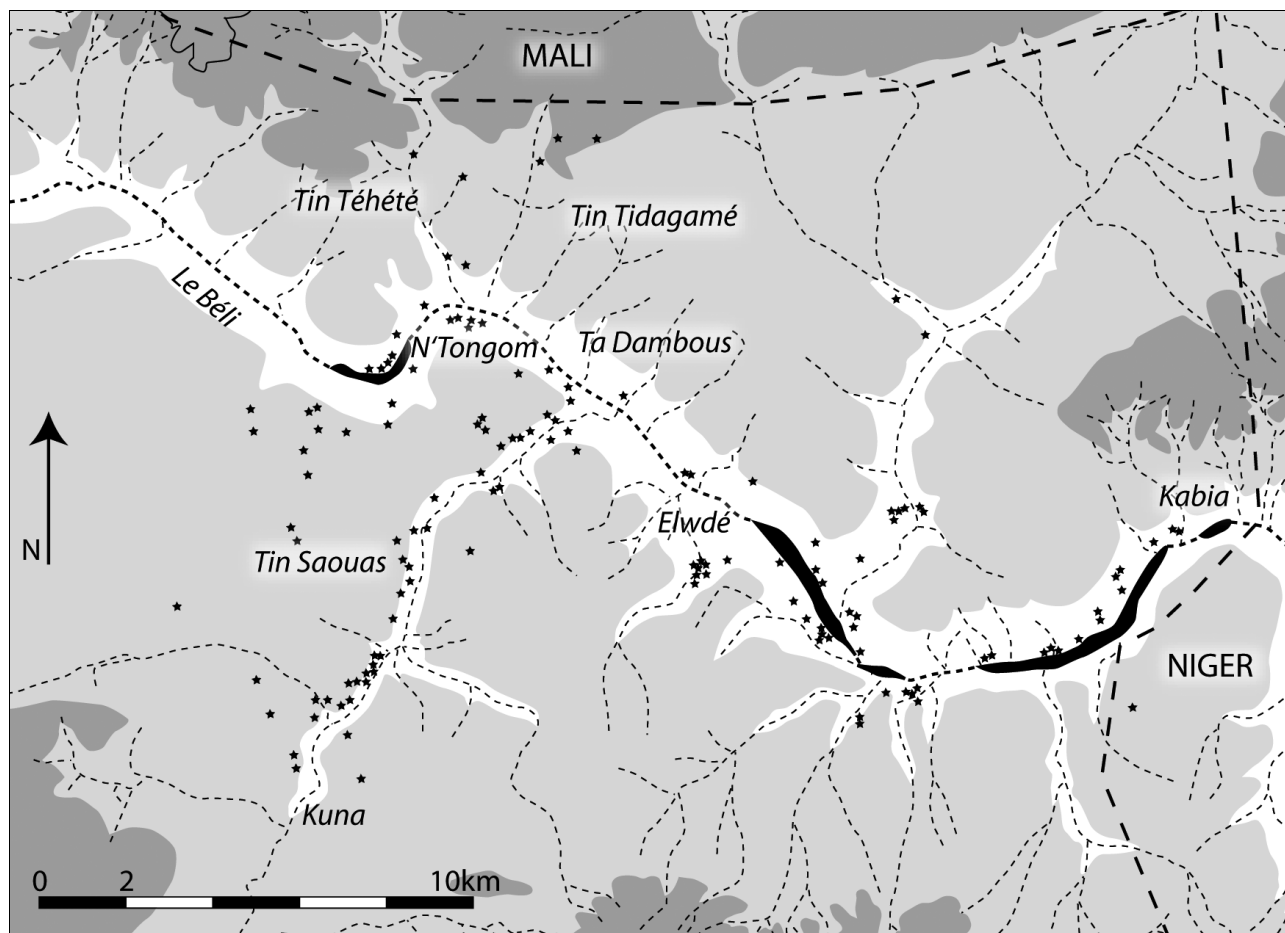 MALI
Tin Téhété
Tin Tidagamé
Le Béli
N'Tongom
Ta Dambous
Kabia
Elwdé
N
Tin Saouas
NIGER
Kuna
0 2 10km